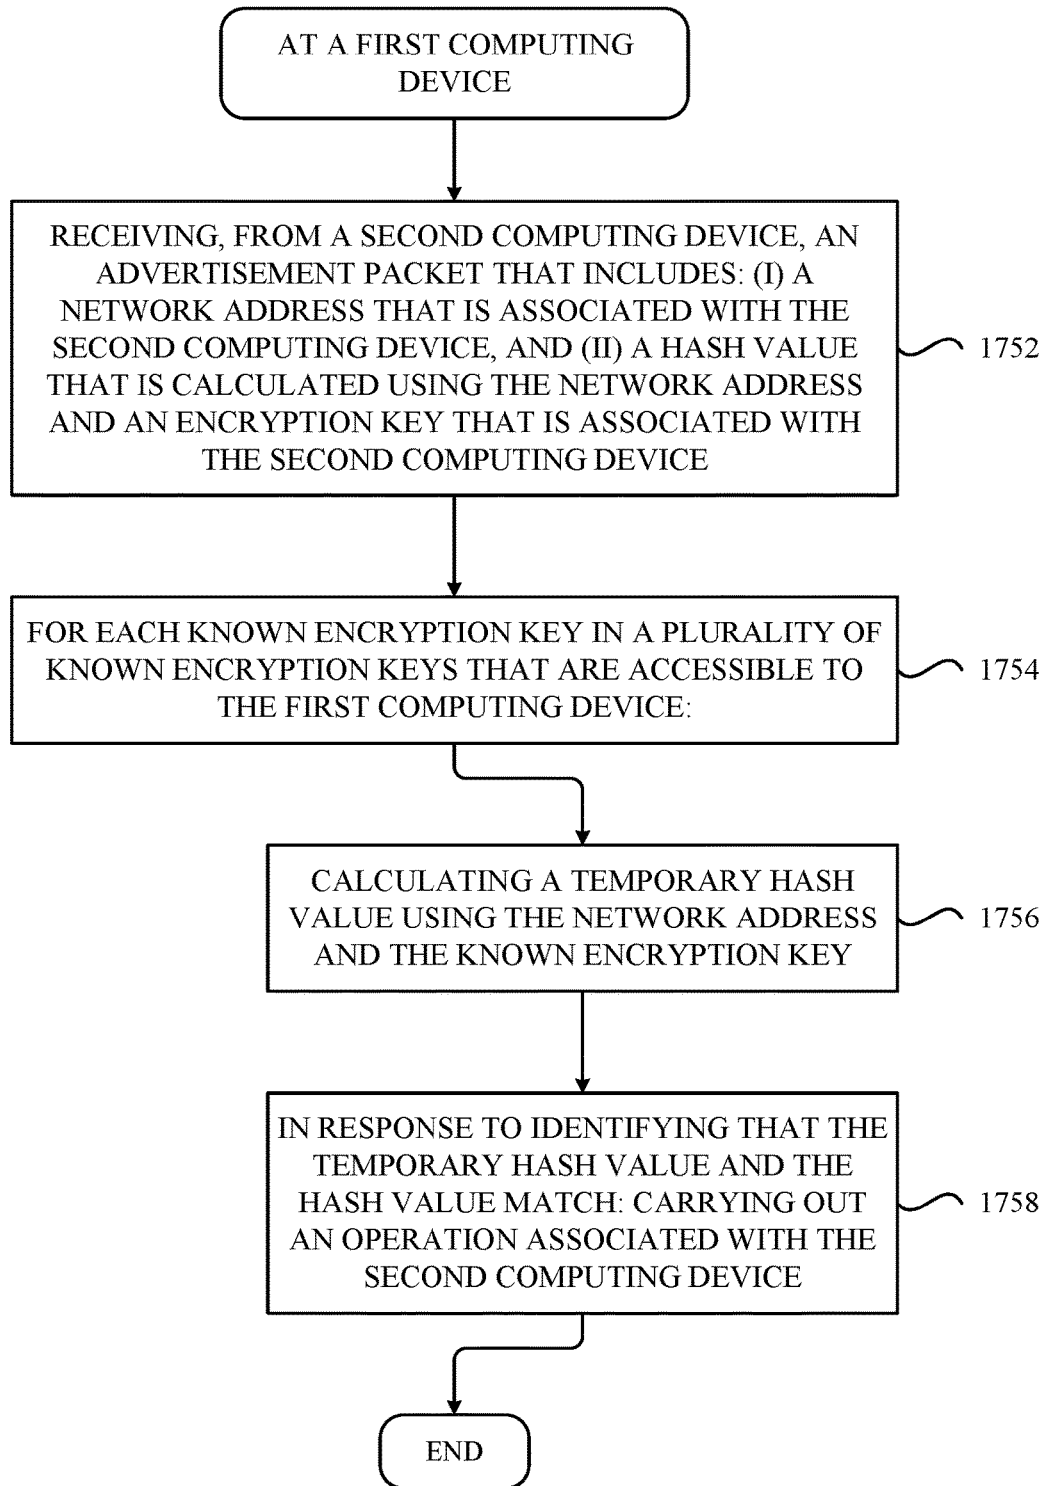 AT A FIRST COMPUTING
DEVICE
RECEIVING, FROM A SECOND COMPUTING DEVICE, AN
ADVERTISEMENT PACKET THAT INCLUDES: (I) A
NETWORK ADDRESS THAT IS ASSOCIATED WITH THE
SECOND COMPUTING DEVICE, AND (II) A HASH VALUE
THAT IS CALCULATED USING THE NETWORK ADDRESS
AND AN ENCRYPTION KEY THAT IS ASSOCIATED WITH
THE SECOND COMPUTING DEVICE
1752
FOR EACH KNOWN ENCRYPTION KEY IN A PLURALITY OF
KNOWN ENCRYPTION KEYS THAT ARE ACCESSIBLE TO
THE FIRST COMPUTING DEVICE:
1754
CALCULATING A TEMPORARY HASH
VALUE USING THE NETWORK ADDRESS
AND THE KNOWN ENCRYPTION KEY
1756
IN RESPONSE TO IDENTIFYING THAT THE
TEMPORARY HASH VALUE AND THE
HASH VALUE MATCH: CARRYING OUT
AN OPERATION ASSOCIATED WITH THE
SECOND COMPUTING DEVICE
1758
END